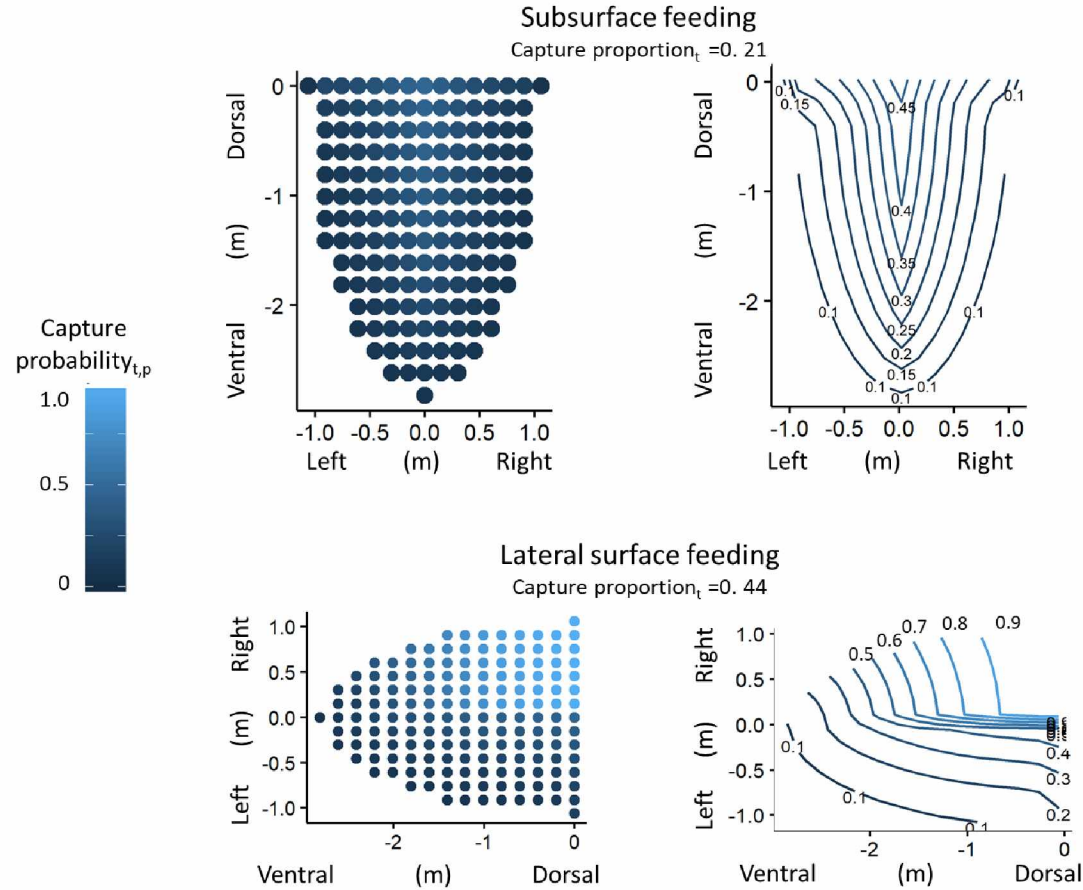 Subsurface feeding
Capture proportion_t =0. 21
0
-1
-2
Dorsal
(m)
Ventral
-1.0 -0.5 0.0 0.5 1.0
Left (m) Right
0
-1
-2
Dorsal
(m)
Ventral
0.1
0.15
0.45
0.1
0.4
0.35
0.3
0.1
0.25
0.1
0.2
0.15
0.1
0.1
0.1
-1.0 -0.5 0.0 0.5 1.0
Left (m) Right
Capture
probability_t,p
1.0
0.5
0
Lateral surface feeding
Capture proportion_t =0. 44
Right
(m)
Left
1.0
0.5
0.0
-0.5
-1.0
-2 -1 0
Ventral (m) Dorsal
Right
(m)
Left
1.0
0.5
0.0
-0.5
-1.0
0.5
0.6
0.7
0.8
0.9
0.4
0.3
0.2
0.1
0.1
0.1
-2 -1 0
Ventral (m) Dorsal